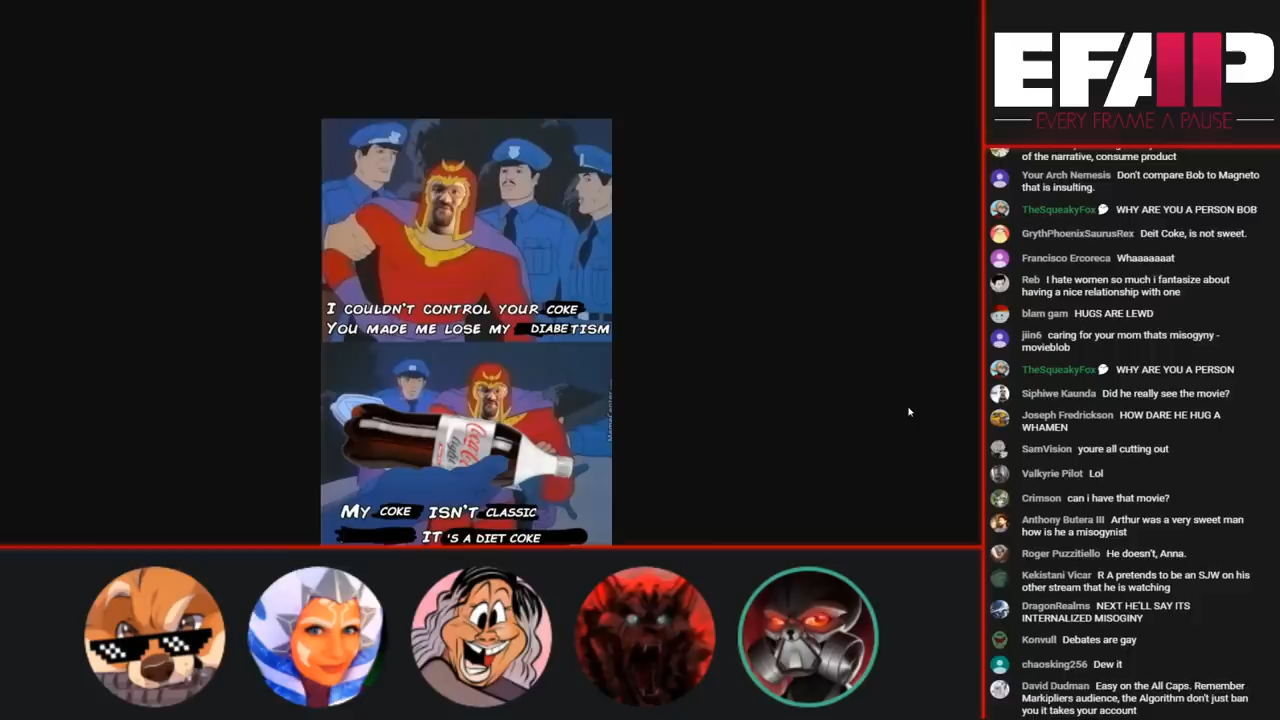 EFAP
EVERY FRAME A PAUSE
I COULDN'T CONTROL YOUR COKE
YOU MADE ME LOSE MY DIABETISM
Coca-Cola
light
MY COKE ISN'T CLASSIC
IT 'S A DIET COKE
MemeCenter
of the narrative, consume product
Your Arch Nemesis Don't compare Bob to Magneto
that is insulting.
TheSqueakyFox WHY ARE YOU A PERSON BOB
GrythPhoenixSaurusRex Deit Coke, is not sweet.
Francisco Ercoreca Whaaaaaaat
Reb I hate women so much i fantasize about
having a nice relationship with one
blam gam HUGS ARE LEWD
jiin6 caring for your mom thats misogyny -
movieblob
TheSqueakyFox WHY ARE YOU A PERSON
Siphiwe Kaunda Did he really see the movie?
Joseph Fredrickson HOW DARE HE HUG A
WHAMEN
SamVision youre all cutting out
Valkyrie Pilot Lol
Crimson can i have that movie?
Anthony Butera III Arthur was a very sweet man
how is he a misogynist
Roger Puzzitiello He doesn't, Anna.
Kekistani Vicar R A pretends to be an SJW on his
other stream that he is watching
DragonRealms NEXT HE'LL SAY ITS
INTERNALIZED MISOGINY
Konvull Debates are gay
chaosking256 Dew it
David Dudman Easy on the All Caps. Remember
Markipliers audience, the Algorithm don't just ban
you it takes your account